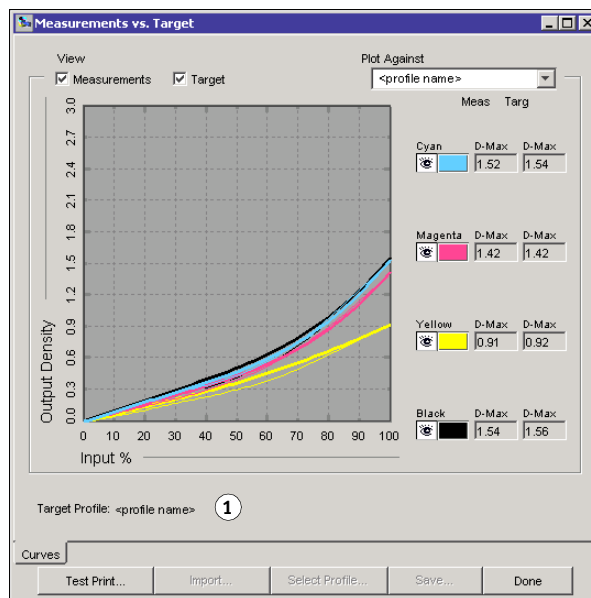 Measurements vs. Target
View
Plot Against
Measurements
Target
<profile name>
Meas Targ
3.0
2.7
2.4
2.1
1.8
1.5
1.2
0.9
0.6
0.3
0.0
Output Density
0 10 20 30 40 50 60 70 80 90 100
Input %
Cyan D-Max D-Max
1.52 1.54
Magenta D-Max D-Max
1.42 1.42
Yellow D-Max D-Max
0.91 0.92
Black D-Max D-Max
1.54 1.56
Target Profile: <profile name>
1
Curves
Test Print... Import... Select Profile... Save... Done